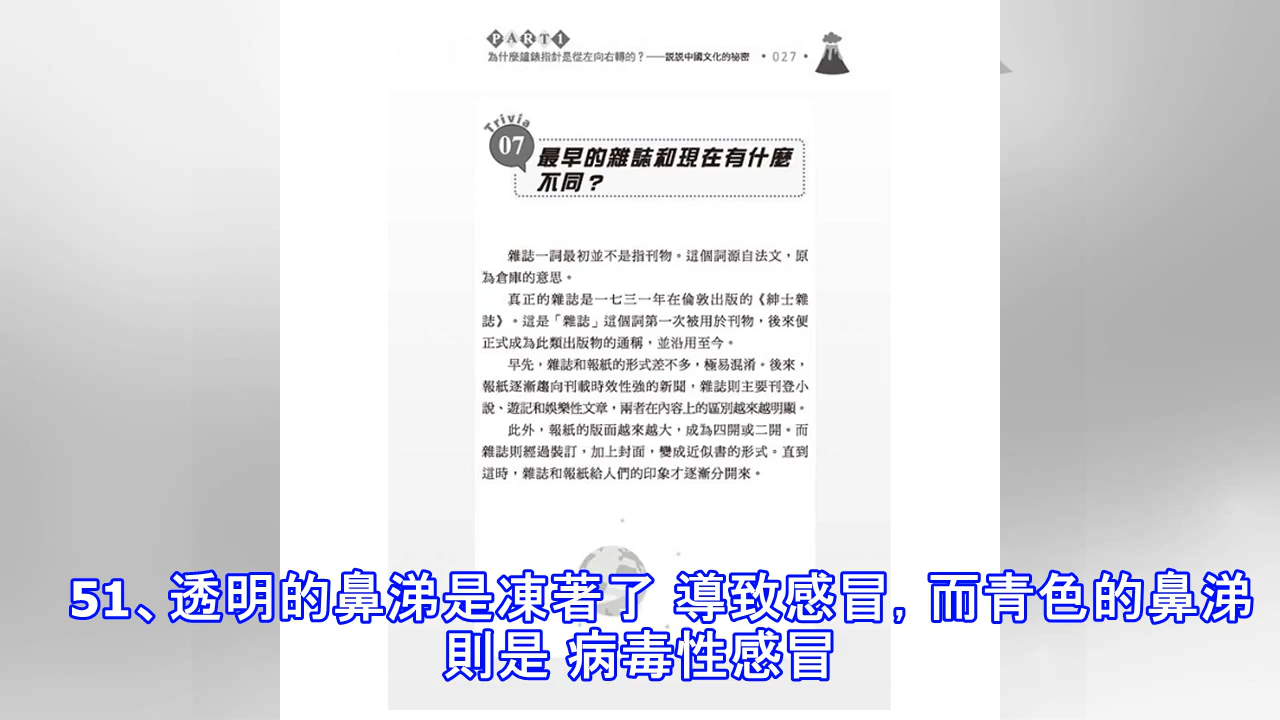 PART1
為什麼鐘錶指針是從左向右轉的？——說說中國文化的祕密 • 027 •
Trivia
07
最早的雜誌和現在有什麼
不同？
雜誌一詞最初並不是指刊物。這個詞源自法文，原
為倉庫的意思。
真正的雜誌是一七三一年在倫敦出版的《紳士雜
誌》。這是「雜誌」這個詞第一次被用於刊物，後來便
正式成為此類出版物的通稱，並沿用至今。
早先，雜誌和報紙的形式差不多，極易混淆。後來，
報紙逐漸趨向刊載時效性強的新聞，雜誌則主要刊登小
說、遊記和娛樂性文章，兩者在內容上的區別越來越明顯。
此外，報紙的版面越來越大，成為四開或二開。而
雜誌則經過裝訂，加上封面，變成近似書的形式。直到
這時，雜誌和報紙給人們的印象才逐漸分開來。
51、透明的鼻涕是凍著了 導致感冒, 而青色的鼻涕
則是 病毒性感冒